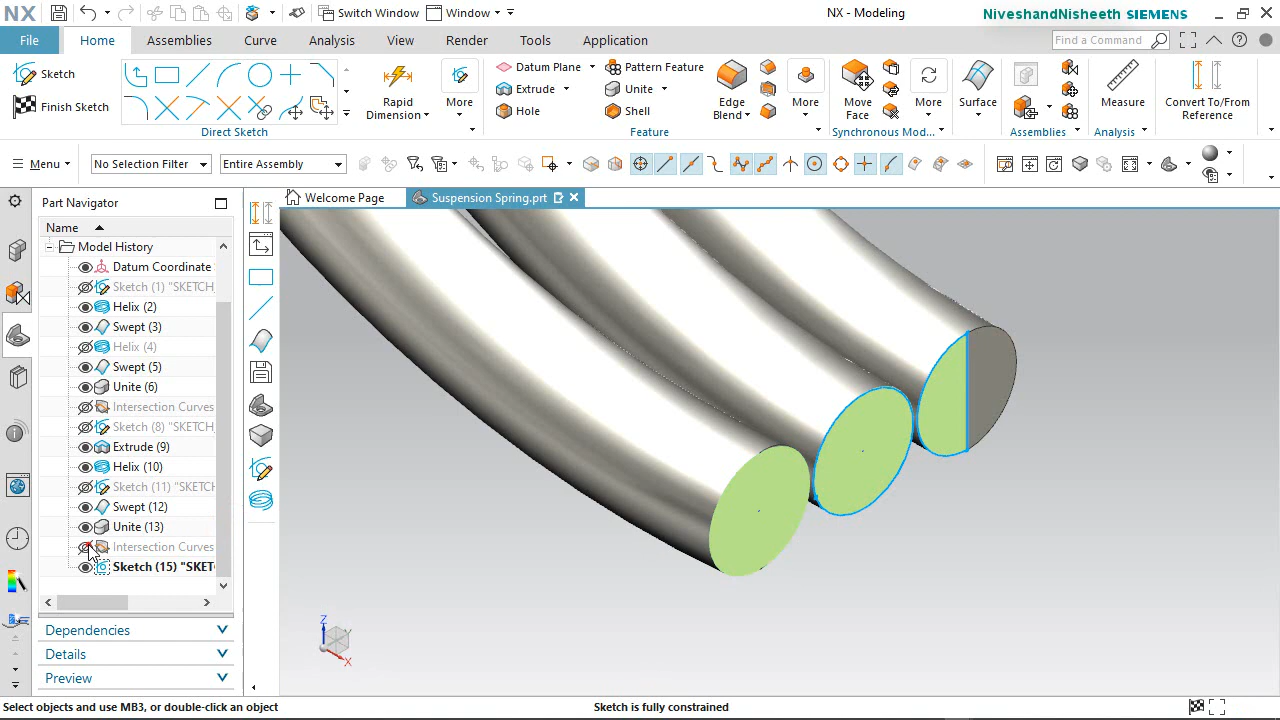 NX
Switch Window
Window
NX - Modeling
NiveshandNisheeth SIEMENS
File
Home
Assemblies
Curve
Analysis
View
Render
Tools
Application
Find a Command
Sketch
Finish Sketch
Direct Sketch
Rapid
Dimension
More
Datum Plane
Extrude
Hole
Pattern Feature
Unite
Shell
Edge
Blend
More
Feature
Move
Face
More
Synchronous Mod...
Surface
Assemblies
Measure
Analysis
Convert To/From
Reference
Menu
No Selection Filter
Entire Assembly
Part Navigator
Welcome Page
Suspension Spring.prt
Name
Model History
Datum Coordinate
Sketch (1) "SKETCH
Helix (2)
Swept (3)
Helix (4)
Swept (5)
Unite (6)
Intersection Curves
Sketch (8) "SKETCH
Extrude (9)
Helix (10)
Sketch (11) "SKETCH
Swept (12)
Unite (13)
Intersection Curves
Sketch (15) "SKET
Dependencies
Details
Preview
Z
Y
X
Select objects and use MB3, or double-click an object
Sketch is fully constrained